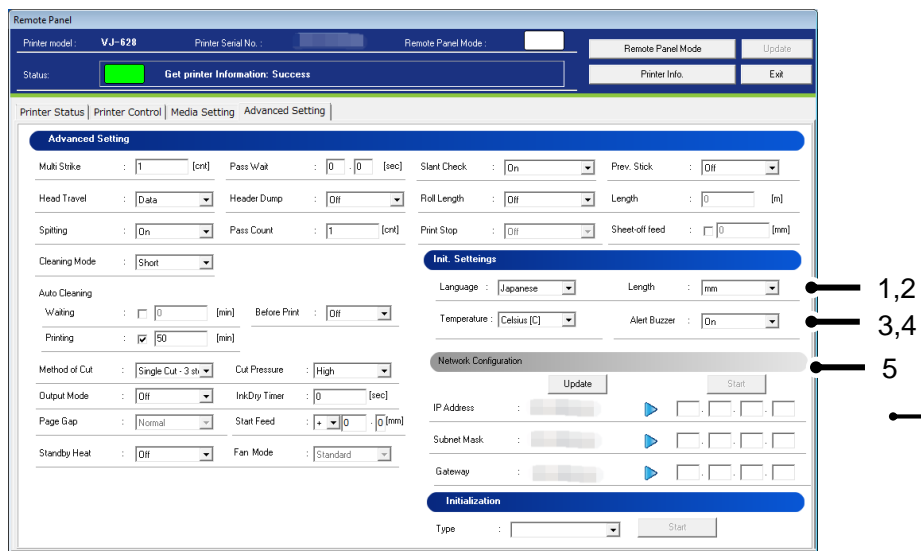 Remote Panel
Printer model : VJ-628 Printer Serial No. : Remote Panel Mode : Remote Panel Mode Update
Status: Get printer Information: Success Printer Info. Exit
Printer Status Printer Control Media Setting Advanced Setting
Advanced Setting
Multi Strike : 1 [cnt] Pass Wait : 0 . 0 [sec] Slant Check : On Prev. Stick : Off
Head Travel : Data Header Dump : Off Roll Length : Off Length : 0 [m]
Spitting : On Pass Count : 1 [cnt] Print Stop : Off Sheet-off feed : 0 [mm]
Cleaning Mode : Short
Init. Setteings
Language : Japanese Length : mm 1,2
Auto Cleaning
Waiting : 0 [min] Before Print : Off
Temperature : Celsius [C] Alert Buzzer : On 3,4
Printing : 50 [min]
Network Configuration 5
Method of Cut : Single Cut - 3 Cut Pressure : High
Update Start
Output Mode : Off InkDry Timer : 0 [sec]
IP Address : . . .
Page Gap : Normal Start Feed : + 0 . 0 [mm]
Subnet Mask : . . .
Standby Heat : Off Fan Mode : Standard
Gateway : . . .
Initialization
Type : Start